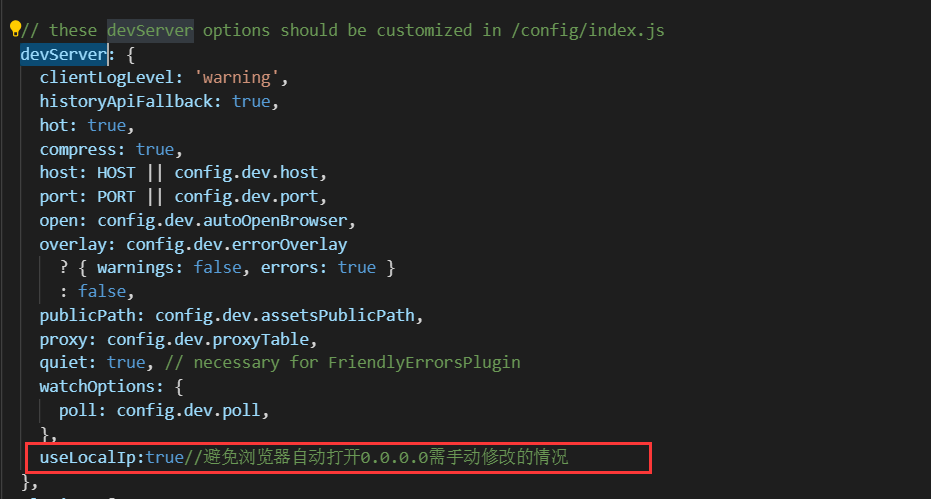 // these devServer options should be customized in /config/index.js
devServer: {
clientLogLevel: 'warning',
historyApiFallback: true,
hot: true,
compress: true,
host: HOST || config.dev.host,
port: PORT || config.dev.port,
open: config.dev.autoOpenBrowser,
overlay: config.dev.errorOverlay
? { warnings: false, errors: true }
: false,
publicPath: config.dev.assetsPublicPath,
proxy: config.dev.proxyTable,
quiet: true, // necessary for FriendlyErrorsPlugin
watchOptions: {
poll: config.dev.poll,
},
useLocalIp:true//避免浏览器自动打开0.0.0.0需手动修改的情况
},